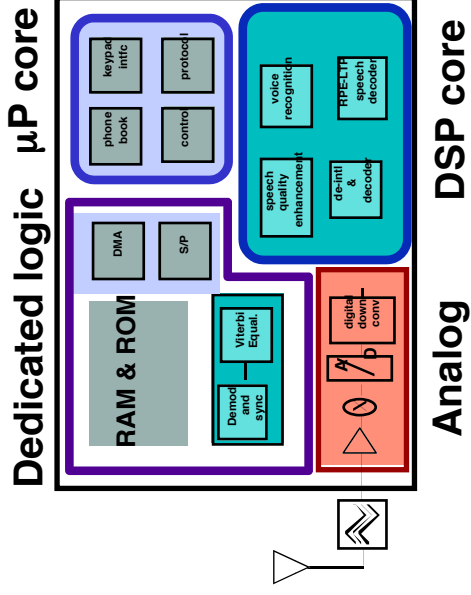 Dedicated logic
µP core
RAM & ROM
DMA
S/P
phone
book
keypad
intfc
control
protocol
Demod
and
sync
Viterbi
Equal.
speech
quality
enhancement
voice
recognition
de-intl
&
decoder
RPE-LTP
speech
decoder
A
D
digital
down
conv
Analog
DSP core